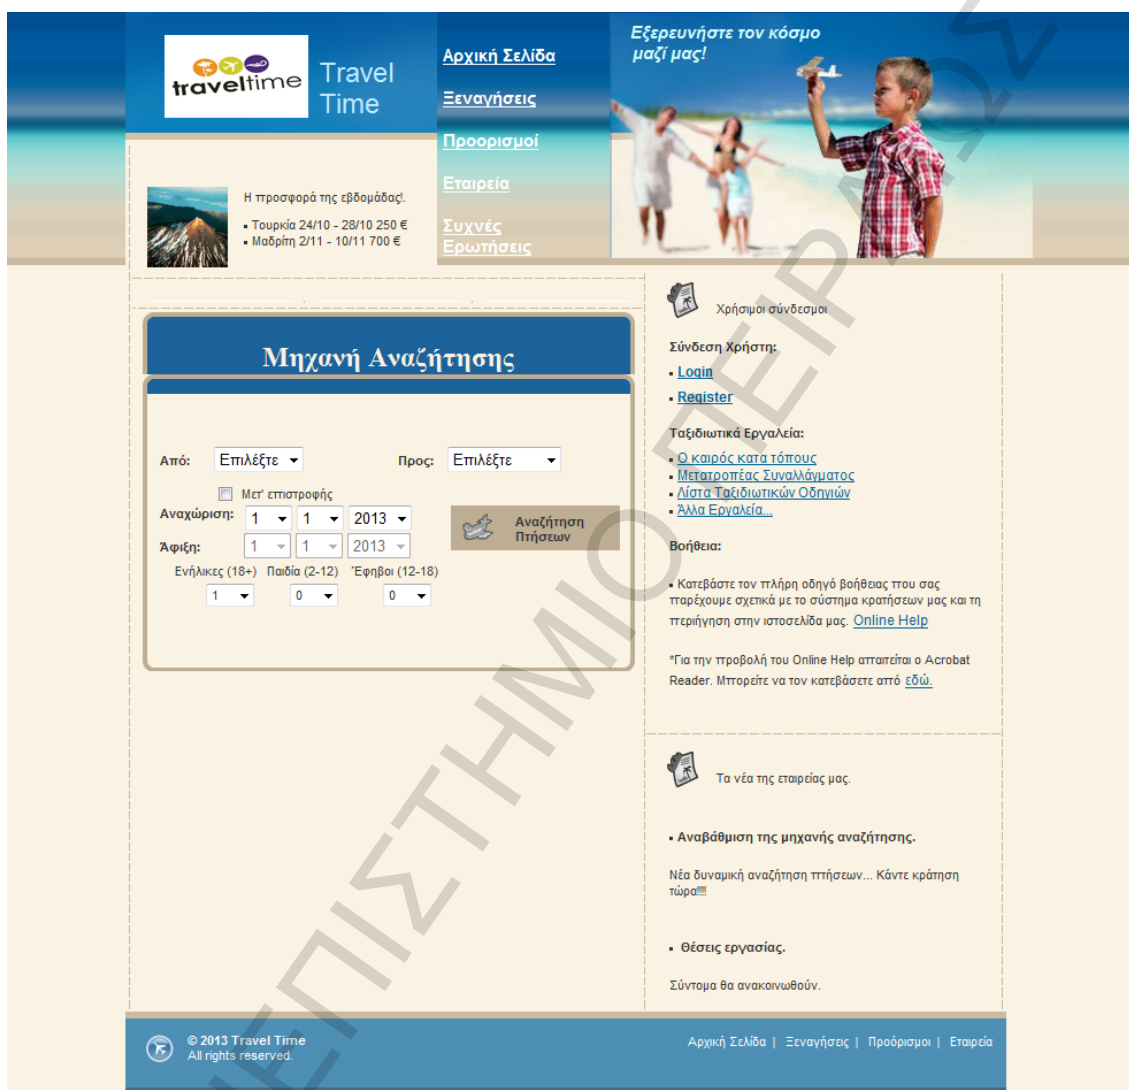 traveltime
Travel
Time
Αρχική Σελίδα
Ξεναγήσεις
Προορισμοί
Εταιρεία
Συχνές
Ερωτήσεις
Εξερευνήστε τον κόσμο
μαζί μας!
Η προσφορά της εβδομάδας!.
▪ Τουρκία 24/10 - 28/10 250 €
▪ Μαδρίτη 2/11 - 10/11 700 €
Μηχανή Αναζήτησης
Από: Επιλέξτε Προς: Επιλέξτε
Μετ' επιστροφής
Αναχώριση: 1 1 2013
Άφιξη: 1 1 2013
Αναζήτηση
Πτήσεων
Ενήλικες (18+) Παιδία (2-12) Έφηβοι (12-18)
1 0 0
Χρήσιμοι σύνδεσμοι
Σύνδεση Χρήστη:
▪ Login
▪ Register
Ταξιδιωτικά Εργαλεία:
▪ Ο καιρός κατα τόπους
▪ Μετατροπέας Συναλλάγματος
▪ Λίστα Ταξιδιωτικών Οδηγιών
▪ Άλλα Εργαλεία...
Βοήθεια:
▪ Κατεβάστε τον πλήρη οδηγό βοήθειας που σας
παρέχουμε σχετικά με το σύστημα κρατήσεων μας και τη
περιήγηση στην ιστοσελίδα μας. Online Help
*Για την προβολή του Online Help απαιτείται ο Acrobat
Reader. Μπορείτε να τον κατεβάσετε από εδώ.
Τα νέα της εταιρείας μας.
▪ Αναβάθμιση της μηχανής αναζήτησης.
Νέα δυναμική αναζήτηση πτήσεων... Κάντε κράτηση
τώρα!!!!
▪ Θέσεις εργασίας.
Σύντομα θα ανακοινωθούν.
© 2013 Travel Time
All rights reserved.
Αρχική Σελίδα | Ξεναγήσεις | Προόρισμοι | Εταιρεία
ΝΕΠΙΣΤΗΜΙΟ ΠΕΙΡΑΙΩΣ